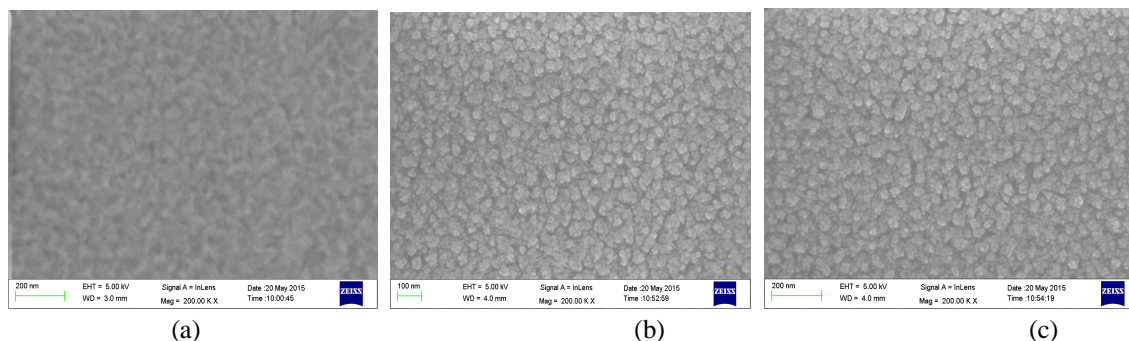 200 nm EHT = 5.00 kV Signal A = InLens Date :20 May 2015 ZEISS
WD = 3.0 mm Mag = 200.00 K X Time :10:00:45
100 nm EHT = 5.00 kV Signal A = InLens Date :20 May 2015 ZEISS
WD = 4.0 mm Mag = 200.00 K X Time :10:52:59
200 nm EHT = 5.00 kV Signal A = InLens Date :20 May 2015 ZEISS
WD = 4.0 mm Mag = 200.00 K X Time :10:54:19
(a) (b) (c)